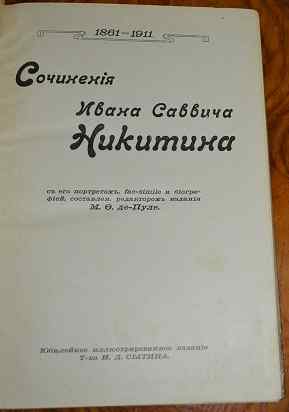 1861—1911
Сочиненія
Ивана Саввича
Никитина
съ его портретомъ, fac-simile и біогра-
фіей, составлен. редакторомъ изданія
М. Ѳ. де-Пуле.
Юбилейное иллюстрированное изданіе
Т-ва И. Д. СЫТИНА.